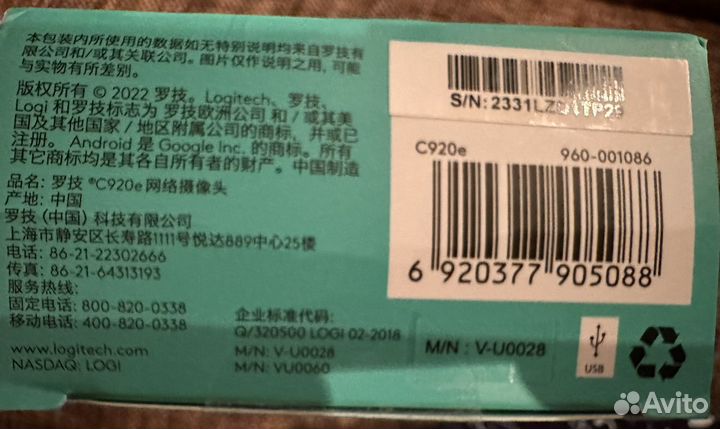 本包装内所使用的数据如无特别说明均来自罗技有
限公司和/或其关联公司。图片仅作说明之用, 可能
与实物有所差别。
版权所有 © 2022 罗技。Logitech、罗技、
Logi 和罗技标志为 罗技欧洲公司 和 / 或其美
国及其他国家 / 地区附属公司的商标, 并或已
注册。 Android 是 Google Inc. 的商标。所有
其它商标均是其各自所有者的财产。中国制造
品名: 罗技 ®C920e 网络摄像头
产地: 中国
罗技 (中国) 科技有限公司
上海市静安区长寿路1111号悦达889中心25楼
电话: 86-21-22302666
传真: 86-21-64313193
服务热线:
固定电话: 800-820-0338
移动电话: 400-820-0338
www.logitech.com
NASDAQ: LOGI
企业标准代码:
Q/320500 LOGI 02-2018
M/N: V-U0028
M/N: VU0060
S/N:
C920e 960-001086
6 920377 905088
M/N : V-U0028
USB
Avito